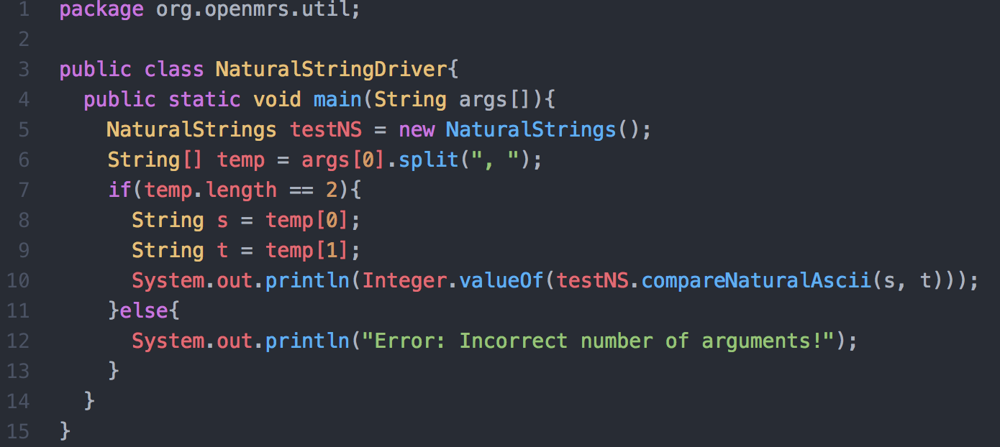 1 package org.openmrs.util;
2
3 public class NaturalStringDriver{
4   public static void main(String args[]){
5     NaturalStrings testNS = new NaturalStrings();
6     String[] temp = args[0].split(", ");
7     if(temp.length == 2){
8       String s = temp[0];
9       String t = temp[1];
10       System.out.println(Integer.valueOf(testNS.compareNaturalAscii(s, t)));
11     }else{
12       System.out.println("Error: Incorrect number of arguments!");
13     }
14   }
15 }